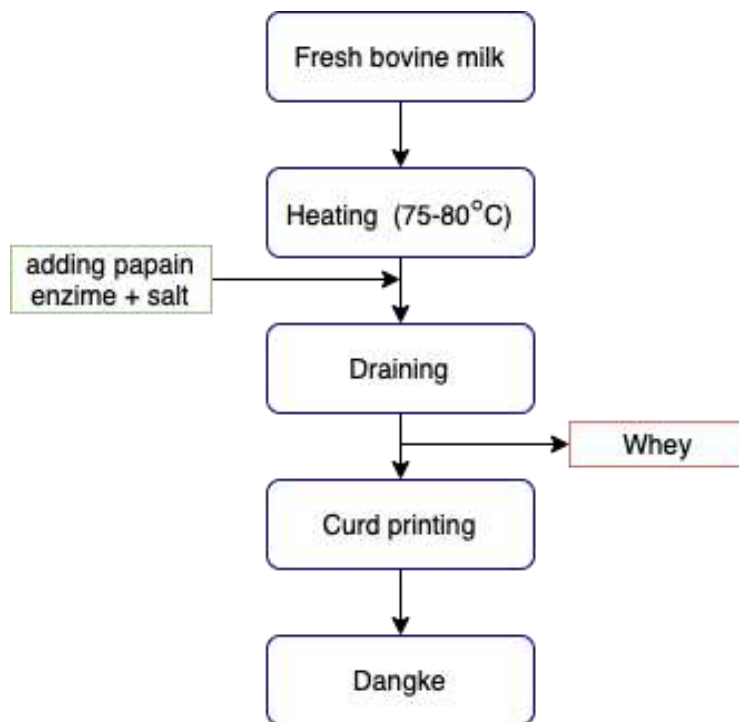 Fresh bovine milk
Heating (75-80°C)
adding papain
enzime + salt
Draining
Whey
Curd printing
Dangke